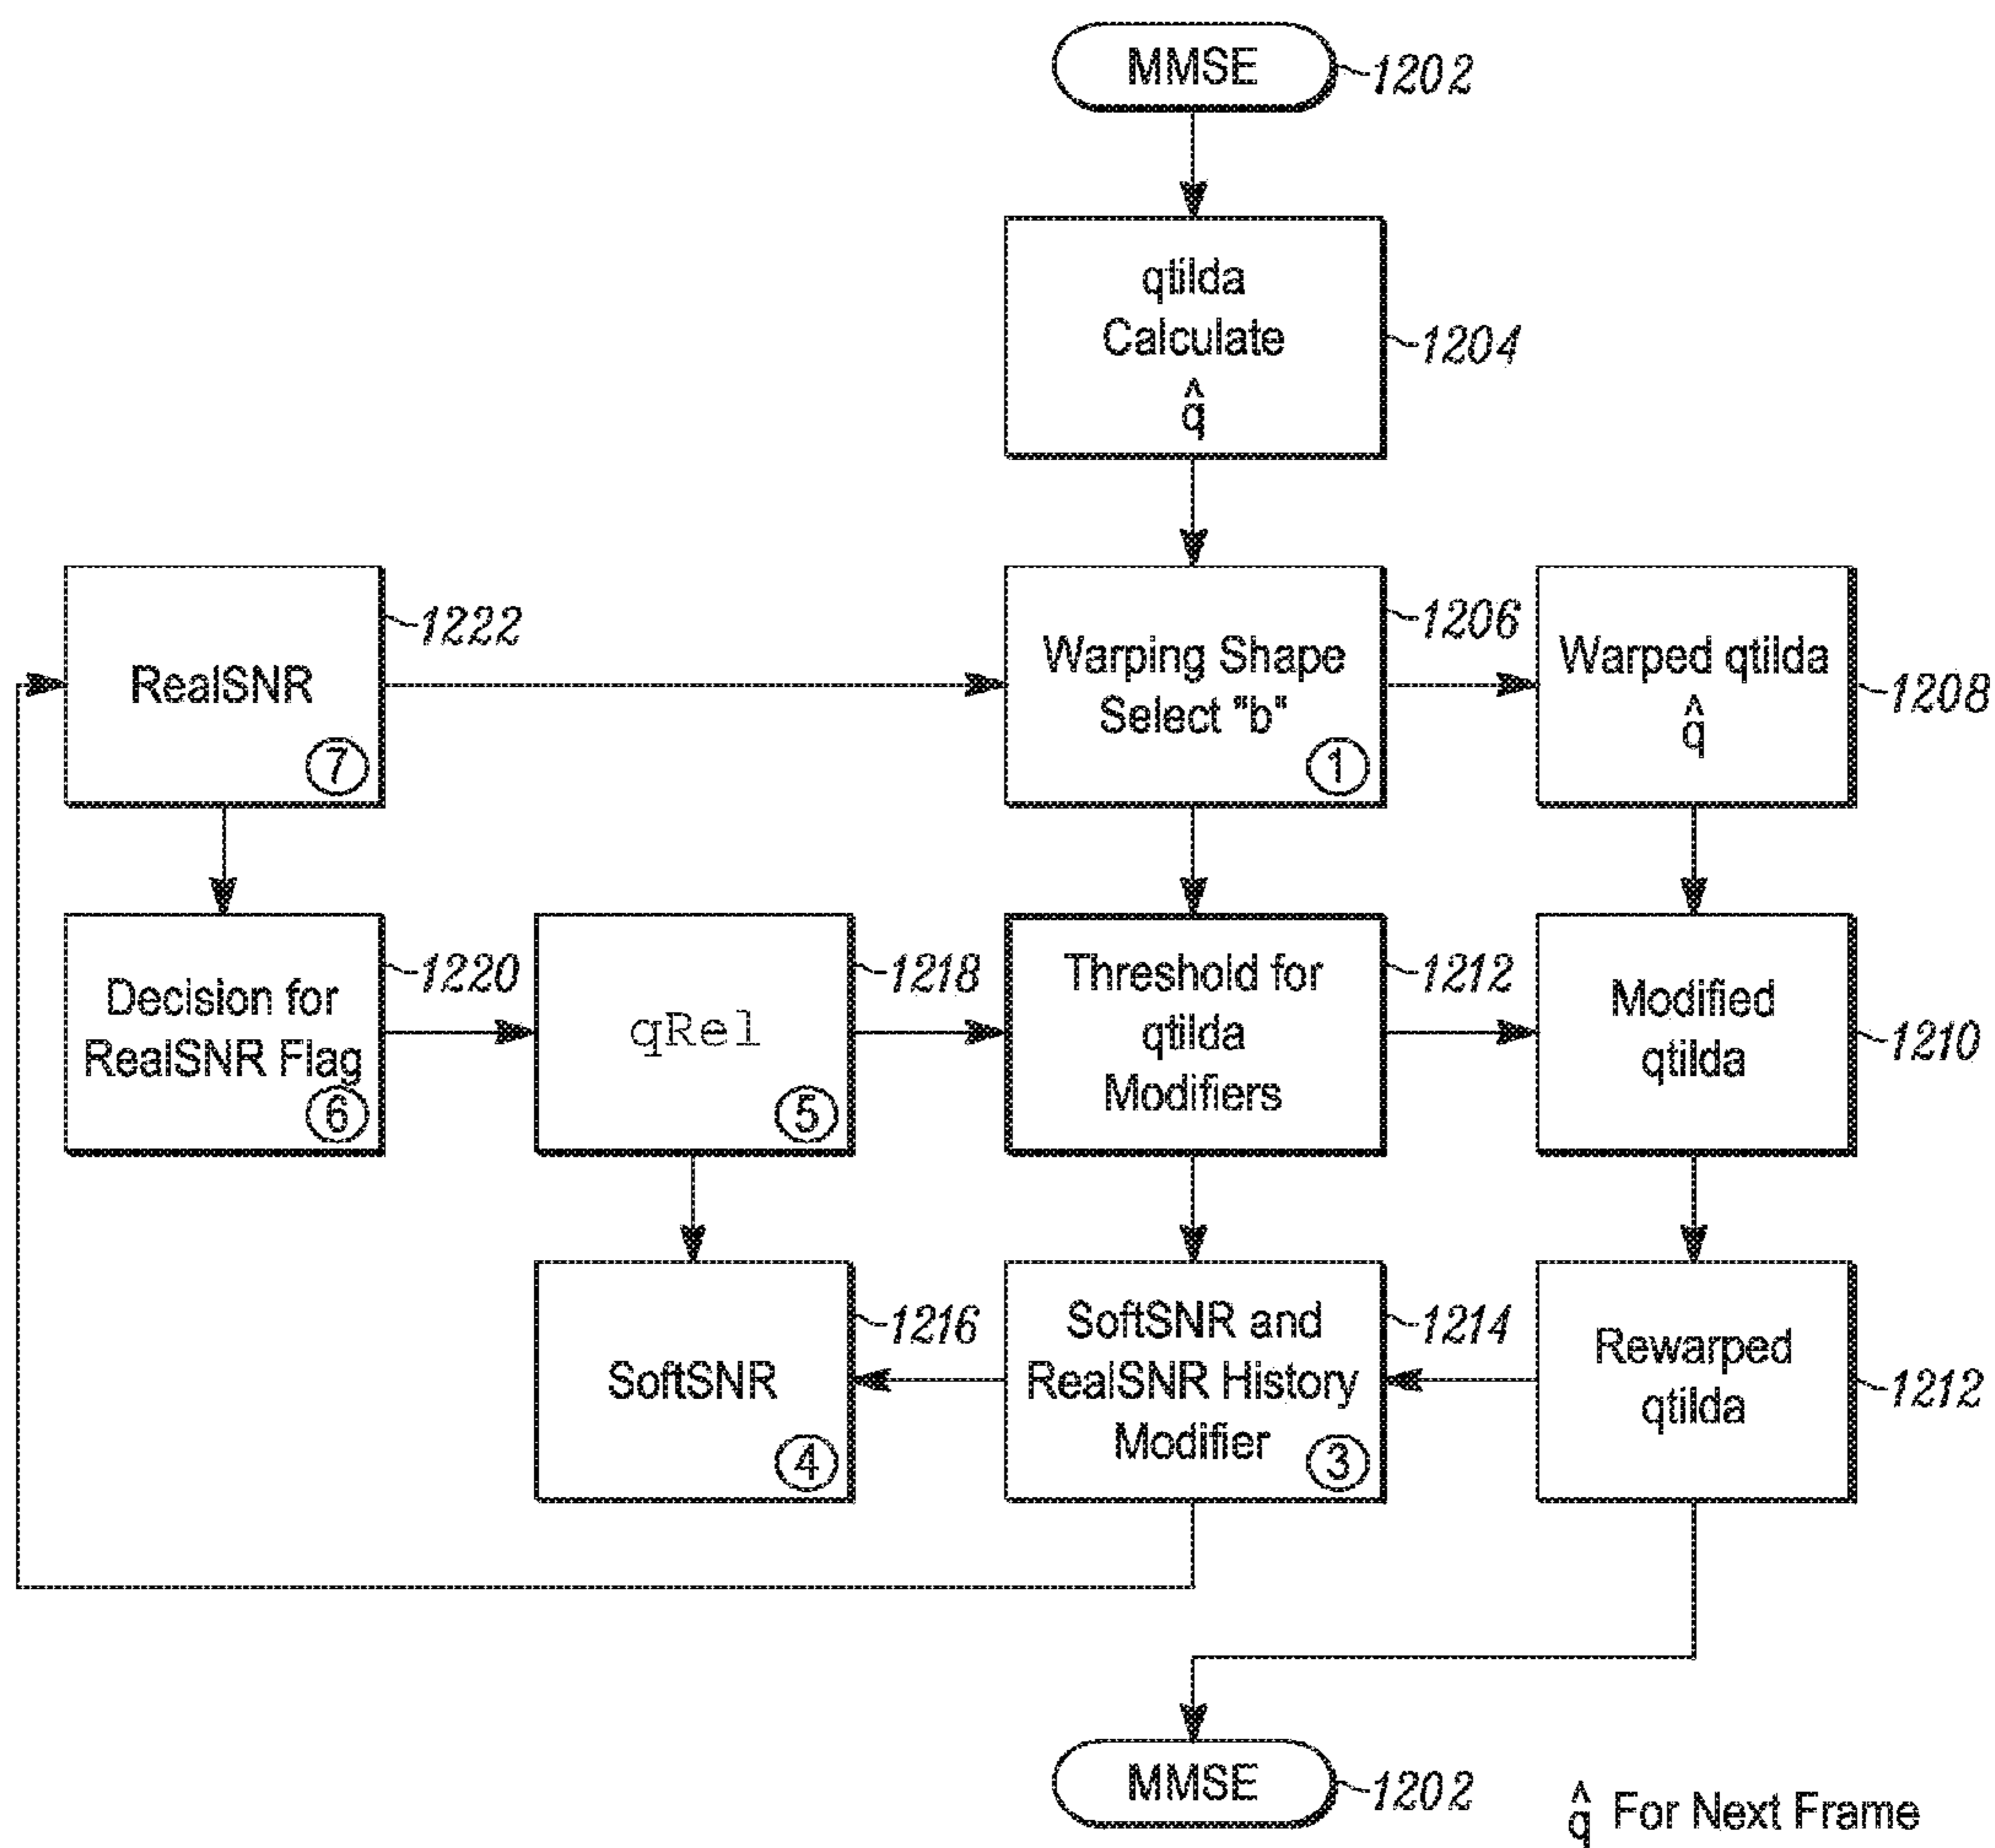 MMSE
1202
qtilda
Calculate
q̂
1204
RealSNR
7
1222
Warping Shape
Select "b"
1
1206
Warped qtilda
q̂
1208
Decision for
RealSNR Flag
6
1220
qRel
5
1218
Threshold for
qtilda
Modifiers
1212
Modified
qtilda
1210
SoftSNR
4
1216
SoftSNR and
RealSNR History
Modifier
3
1214
Rewarped
qtilda
1212
MMSE
1202
q̂ For Next Frame